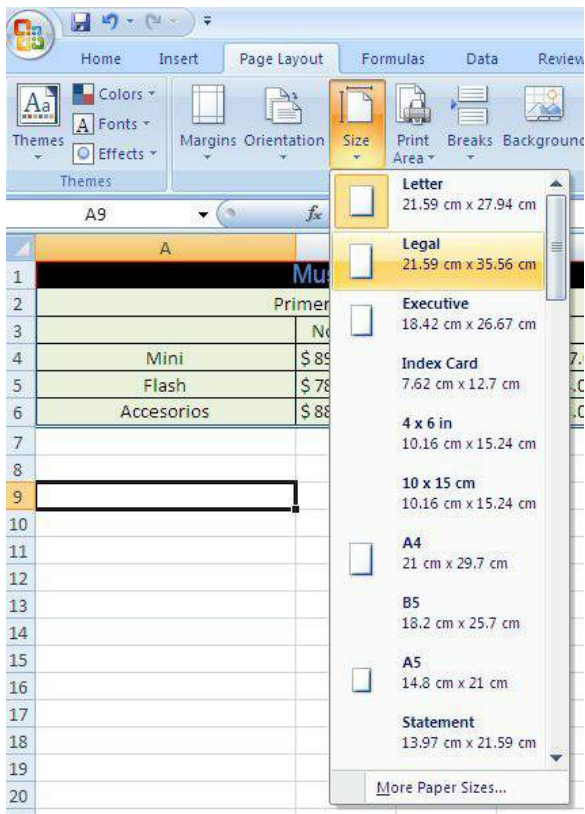 Home Insert Page Layout Formulas Data Review
Colors
Fonts
Effects
Themes Margins Orientation Size Print Area Breaks Background
Themes
A9 fx
A
1
2
3
4 Mini
5 Flash
6 Accesorios
7
8
9
10
11
12
13
14
15
16
17
18
19
20
Letter
21.59 cm x 27.94 cm
Legal
21.59 cm x 35.56 cm
Executive
18.42 cm x 26.67 cm
Index Card
7.62 cm x 12.7 cm
4 x 6 in
10.16 cm x 15.24 cm
10 x 15 cm
10.16 cm x 15.24 cm
A4
21 cm x 29.7 cm
B5
18.2 cm x 25.7 cm
A5
14.8 cm x 21 cm
Statement
13.97 cm x 21.59 cm
More Paper Sizes...